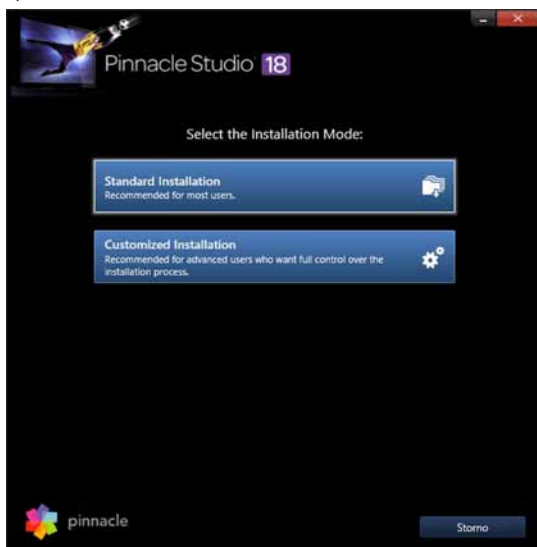 Pinnacle Studio 18
Select the Installation Mode:
Standard Installation
Recommended for most users.
Customized Installation
Recommended for advanced users who want full control over the
installation process.
pinnacle
Storno